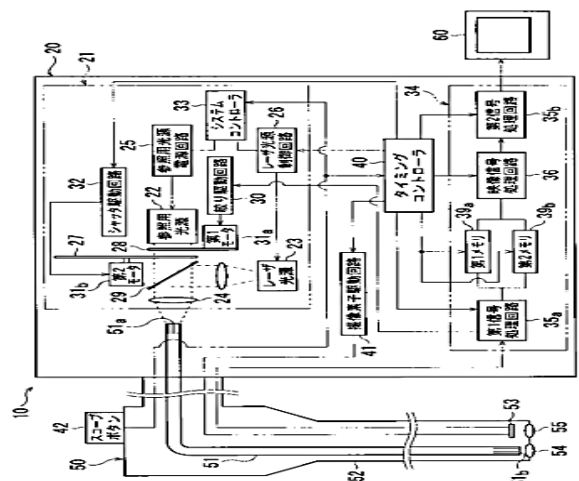 10
20
21
42
スコープ
ボタン
50
51
52
53
54
55
51b
51a
27
第2
モータ
31b
29
24
シャッタ駆動回路
32
28
参照用
光源
22
参照用光源
電源回路
25
システム
コントローラ
33
絞り駆動回路
30
第1
モータ
31a
レーザ光源
制御回路
26
レーザ
光源
23
タイミング
コントローラ
40
撮像素子駆動回路
41
第1信号
処理回路
35a
第1メモリ
39a
第2メモリ
39b
映像信号
処理回路
36
第2信号
処理回路
35b
34
60